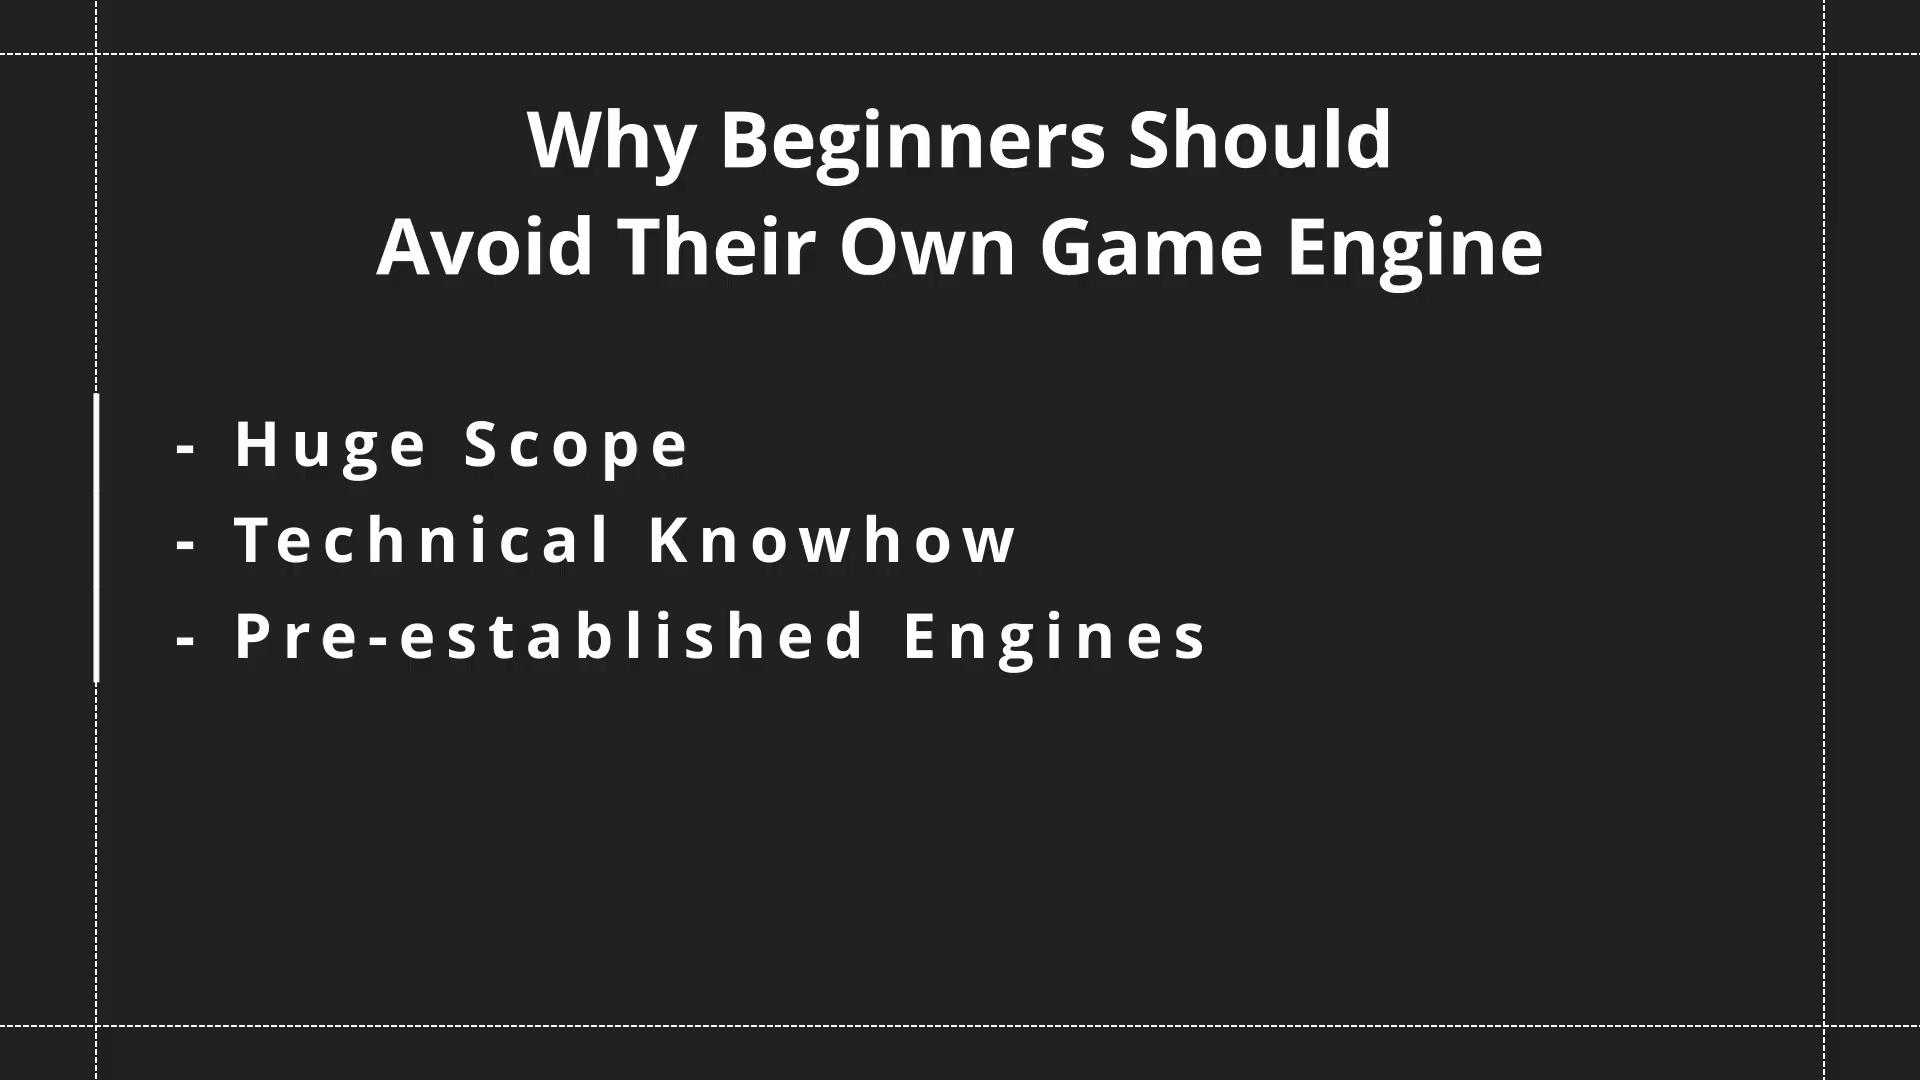 Why Beginners Should
Avoid Their Own Game Engine
- Huge Scope
- Technical Knowhow
- Pre-established Engines